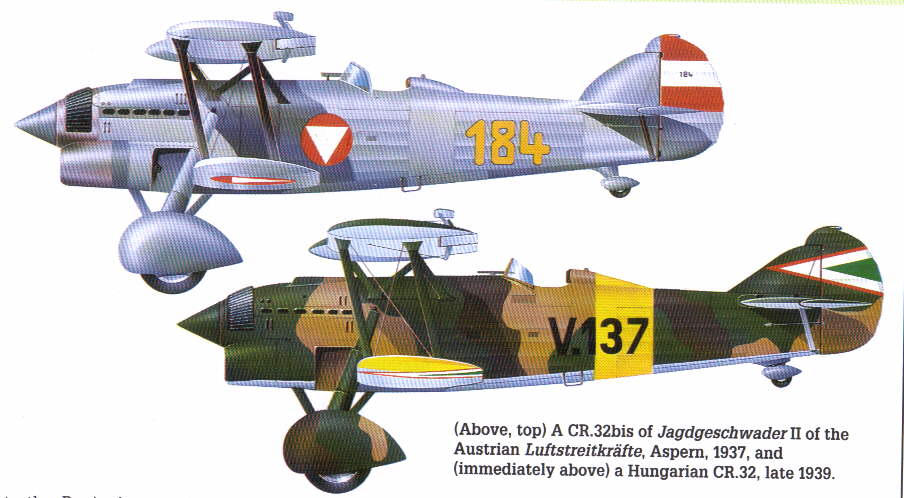 184
184
V.137
(Above, top) A CR.32bis of Jagdgeschwader II of the
Austrian Luftstreitkräfte, Aspern, 1937, and
(immediately above) a Hungarian CR.32, late 1939.